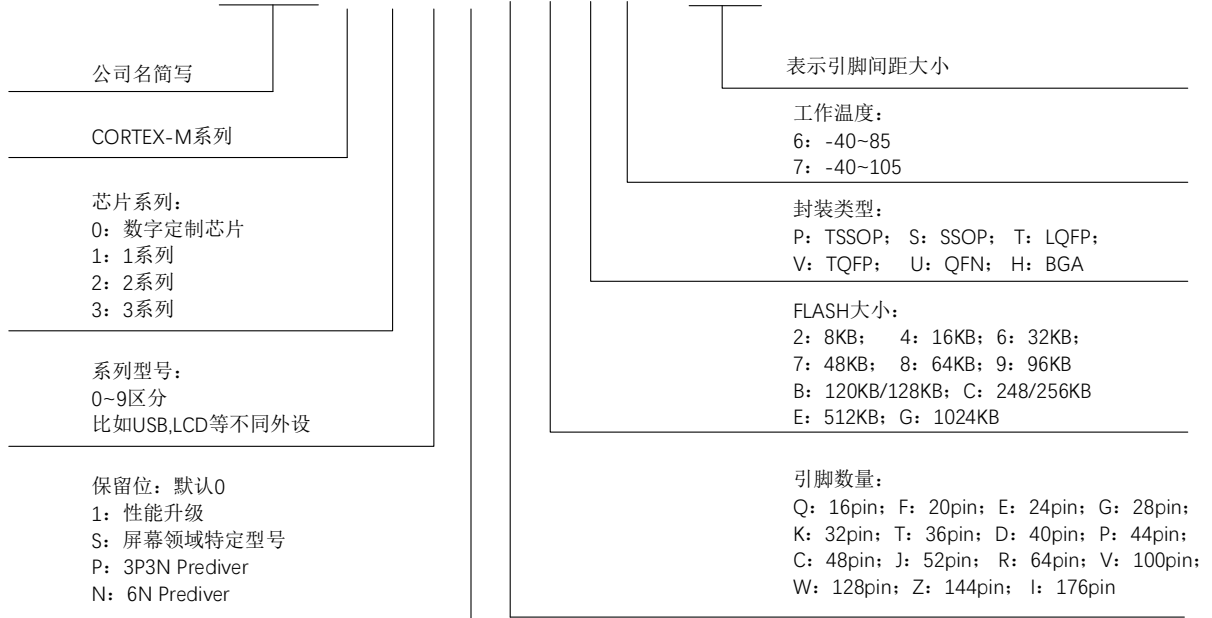 公司名简写
CORTEX-M系列
芯片系列：
0：数字定制芯片
1：1系列
2：2系列
3：3系列
系列型号：
0~9区分
比如USB,LCD等不同外设
保留位：默认0
1：性能升级
S：屏幕领域特定型号
P：3P3N Prediver
N：6N Prediver
表示引脚间距大小
工作温度：
6：-40~85
7：-40~105
封装类型：
P：TSSOP； S：SSOP； T：LQFP；
V：TQFP； U：QFN； H：BGA
FLASH大小：
2：8KB； 4：16KB；6：32KB；
7：48KB； 8：64KB；9：96KB
B：120KB/128KB；C：248/256KB
E：512KB；G：1024KB
引脚数量：
Q：16pin；F：20pin；E：24pin；G：28pin；
K：32pin；T：36pin；D：40pin；P：44pin；
C：48pin；J：52pin； R：64pin；V：100pin；
W：128pin；Z：144pin； I：176pin